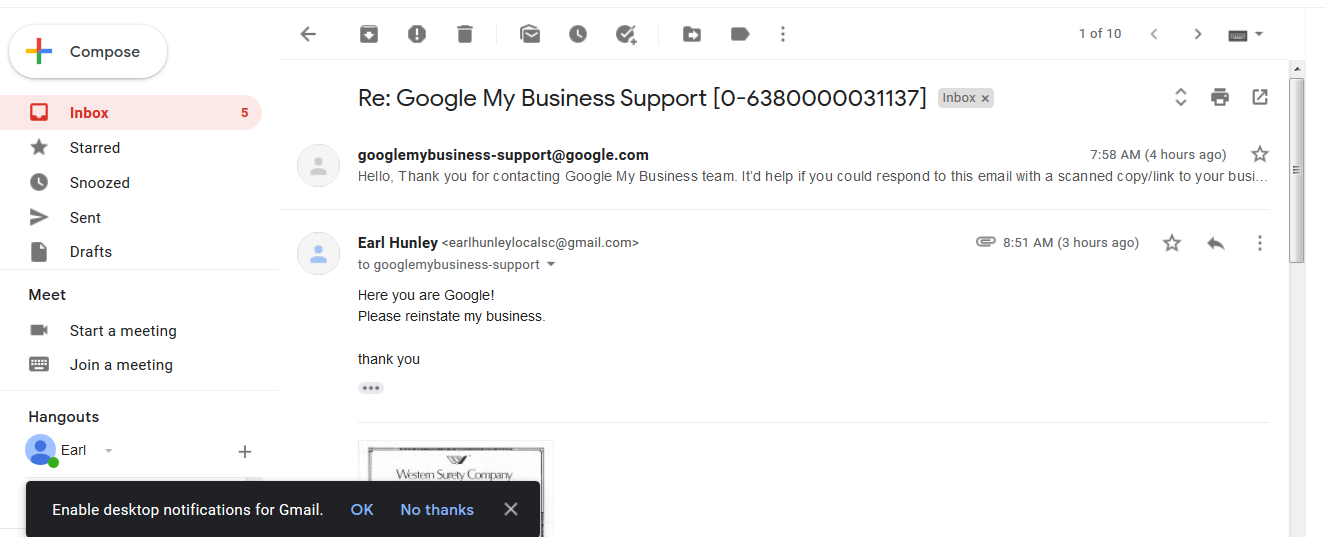 Compose
Inbox 5
Starred
Snoozed
Sent
Drafts
Meet
Start a meeting
Join a meeting
Hangouts
Earl
1 of 10
Re: Google My Business Support [0-6380000031137] Inbox ×
googlemybusiness-support@google.com 7:58 AM (4 hours ago)
Hello, Thank you for contacting Google My Business team. It'd help if you could respond to this email with a scanned copy/link to your busi...
Earl Hunley <earlhunleylocalsc@gmail.com> 8:51 AM (3 hours ago)
to googlemybusiness-support
Here you are Google!
Please reinstate my business.
thank you
Western Surety Company
Enable desktop notifications for Gmail. OK No thanks